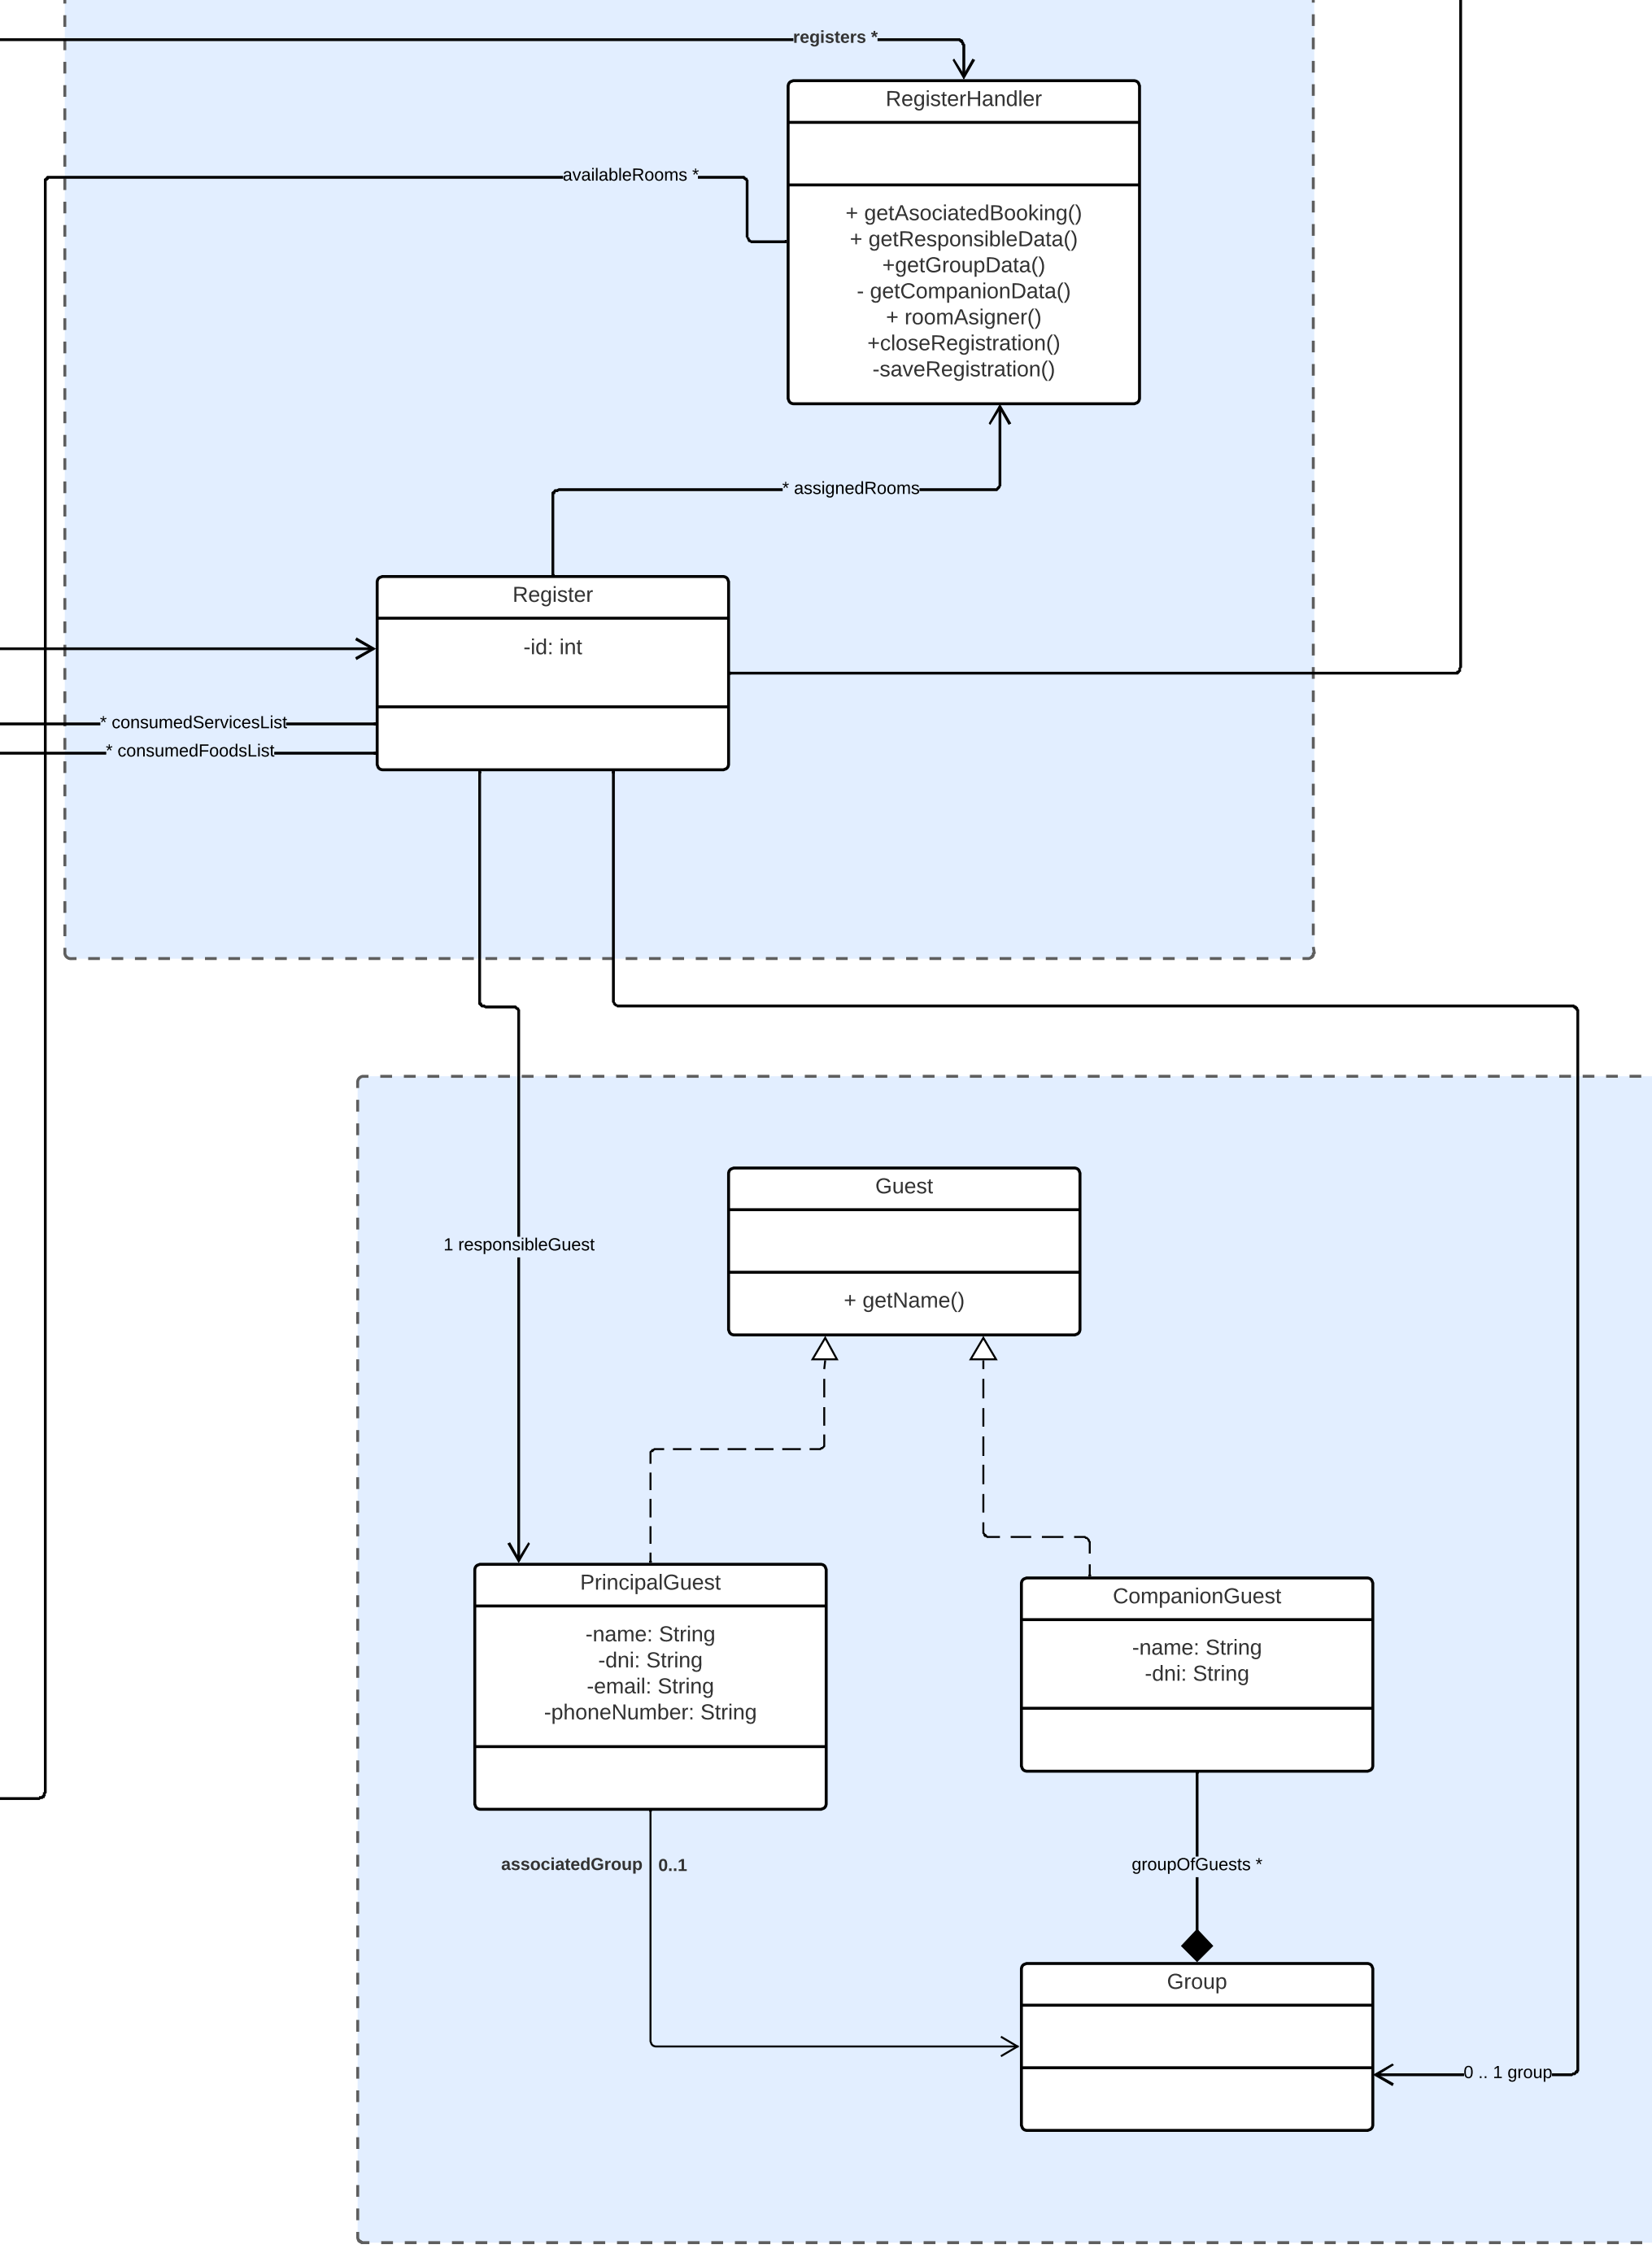 registers *
RegisterHandler
availableRooms *
+ getAsociatedBooking()
+ getResponsibleData()
+getGroupData()
- getCompanionData()
+ roomAsigner()
+closeRegistration()
-saveRegistration()
* assignedRooms
Register
-id: int
* consumedServicesList
* consumedFoodsList
1 responsibleGuest
Guest
+ getName()
PrincipalGuest
-name: String
-dni: String
-email: String
-phoneNumber: String
CompanionGuest
-name: String
-dni: String
associatedGroup 0..1
groupOfGuests *
Group
0 .. 1 group